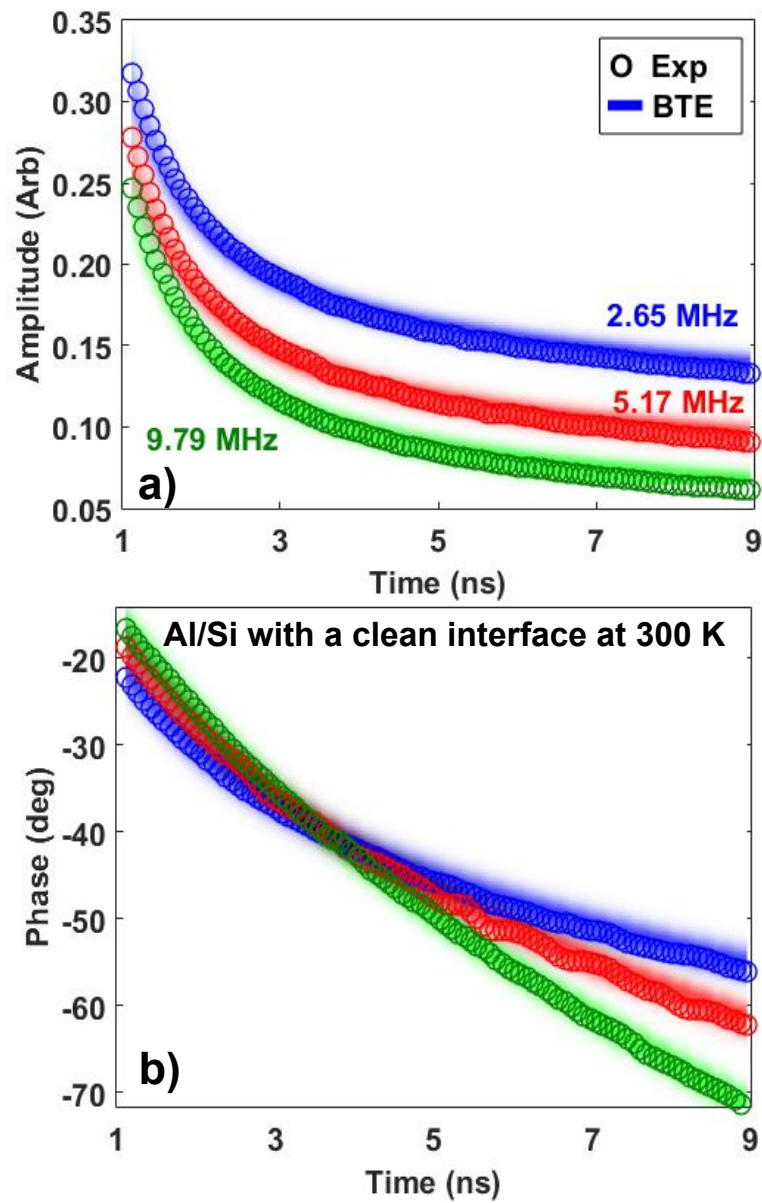 0.35
0.30
0.25
0.20
0.15
0.10
0.05
Amplitude (Arb)
O Exp
BTE
2.65 MHz
5.17 MHz
9.79 MHz
a)
1 3 5 7 9
Time (ns)
Al/Si with a clean interface at 300 K
-20
-30
-40
-50
-60
-70
Phase (deg)
b)
1 3 5 7 9
Time (ns)